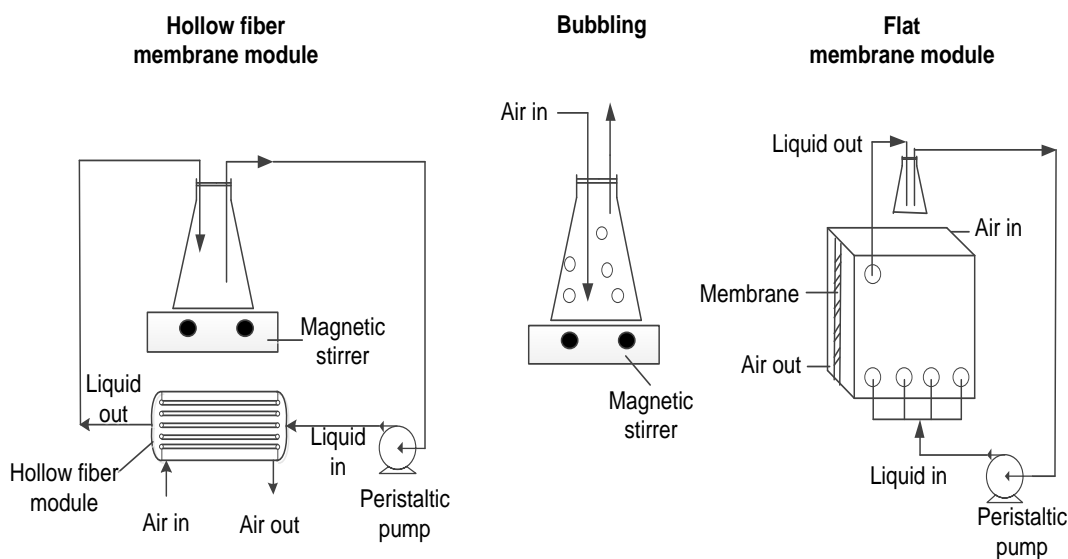 Hollow fiber
membrane module
Magnetic
stirrer
Liquid
out
Liquid
in
Hollow fiber
module
Air in
Air out
Peristaltic
pump
Bubbling
Air in
Magnetic
stirrer
Flat
membrane module
Liquid out
Air in
Membrane
Air out
Liquid in
Peristaltic
pump